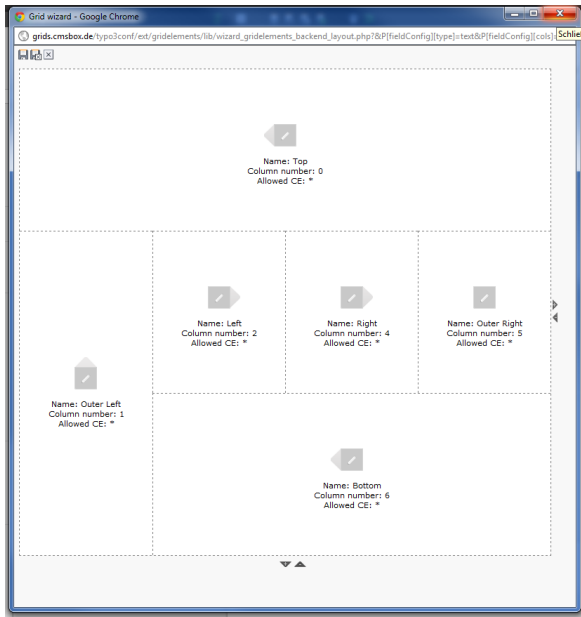 Grid wizard - Google Chrome
grids.cmsbox.de/typo3conf/ext/gridelements/lib/wizard_gridelements_backend_layout.php?&P[fieldConfig][type]=text&P[fieldConfig][cols]=
Schlie
Name: Top
Column number: 0
Allowed CE: *
Name: Left
Column number: 2
Allowed CE: *
Name: Right
Column number: 4
Allowed CE: *
Name: Outer Right
Column number: 5
Allowed CE: *
Name: Outer Left
Column number: 1
Allowed CE: *
Name: Bottom
Column number: 6
Allowed CE: *